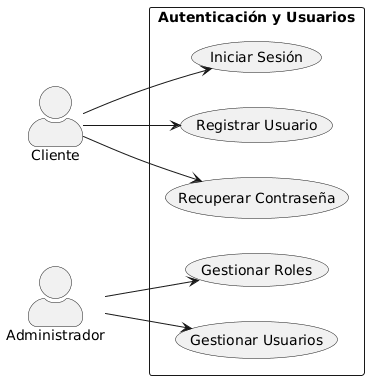 Autenticación y Usuarios
Iniciar Sesión
Registrar Usuario
Cliente
Recuperar Contraseña
Gestionar Roles
Administrador
Gestionar Usuarios